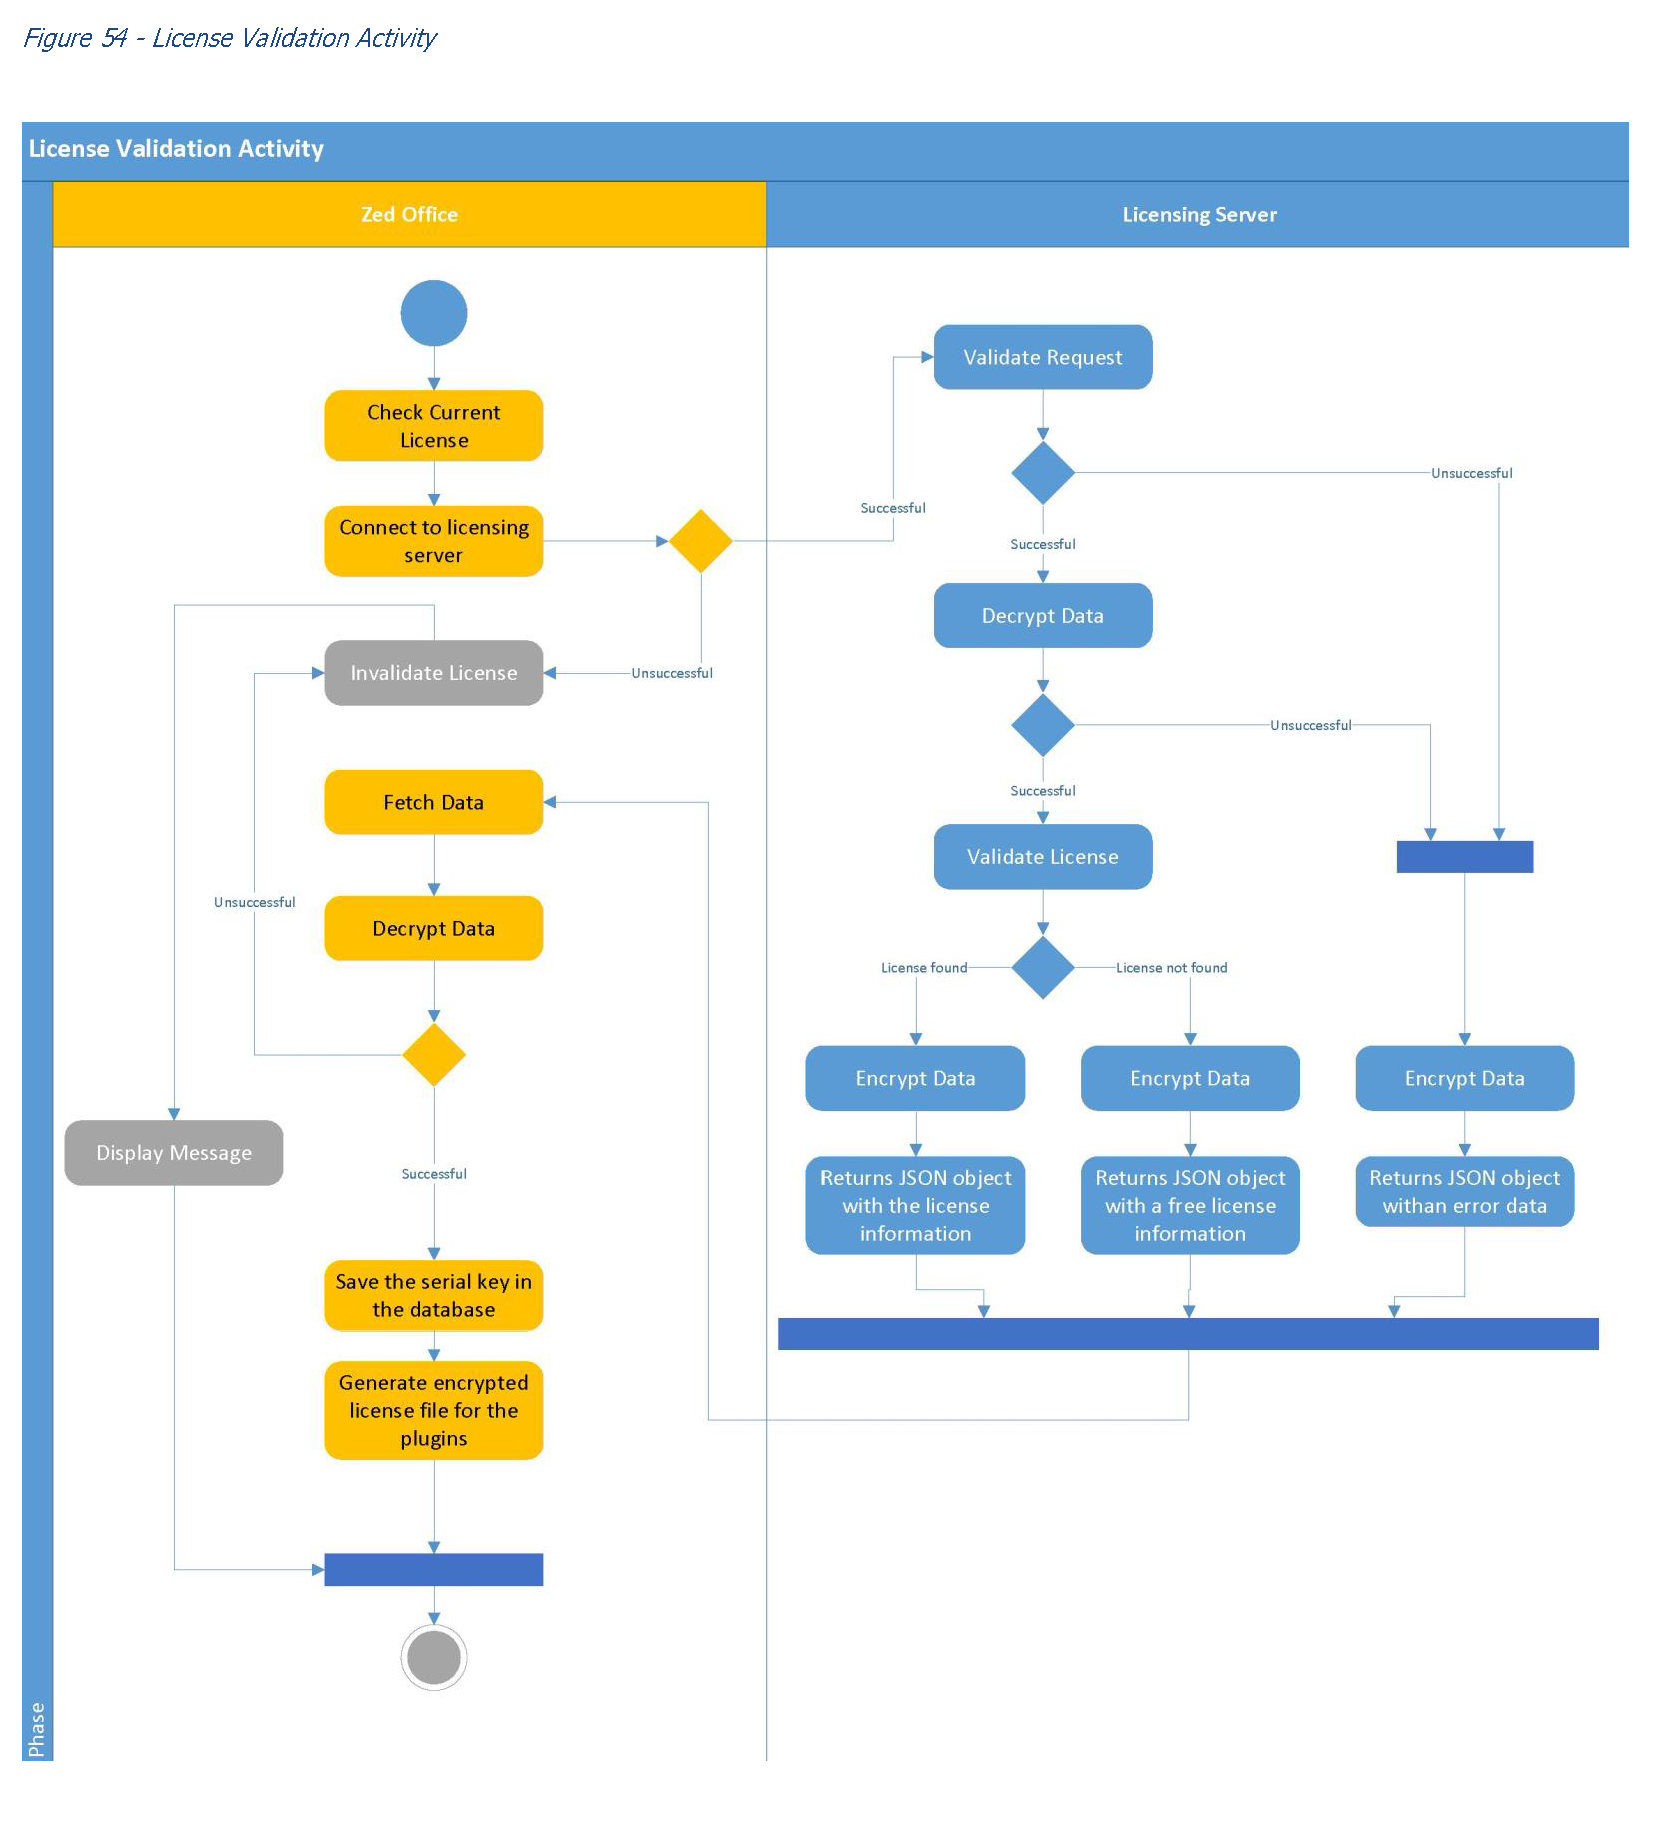 Figure 54 - License Validation Activity
License Validation Activity
Zed Office
Licensing Server
Phase
Check Current
License
Connect to licensing
server
Successful
Unsuccessful
Invalidate License
Fetch Data
Decrypt Data
Unsuccessful
Successful
Display Message
Save the serial key in
the database
Generate encrypted
license file for the
plugins
Validate Request
Unsuccessful
Successful
Decrypt Data
Unsuccessful
Successful
Validate License
License found
License not found
Encrypt Data
Encrypt Data
Encrypt Data
Returns JSON object
with the license
information
Returns JSON object
with a free license
information
Returns JSON object
withan error data